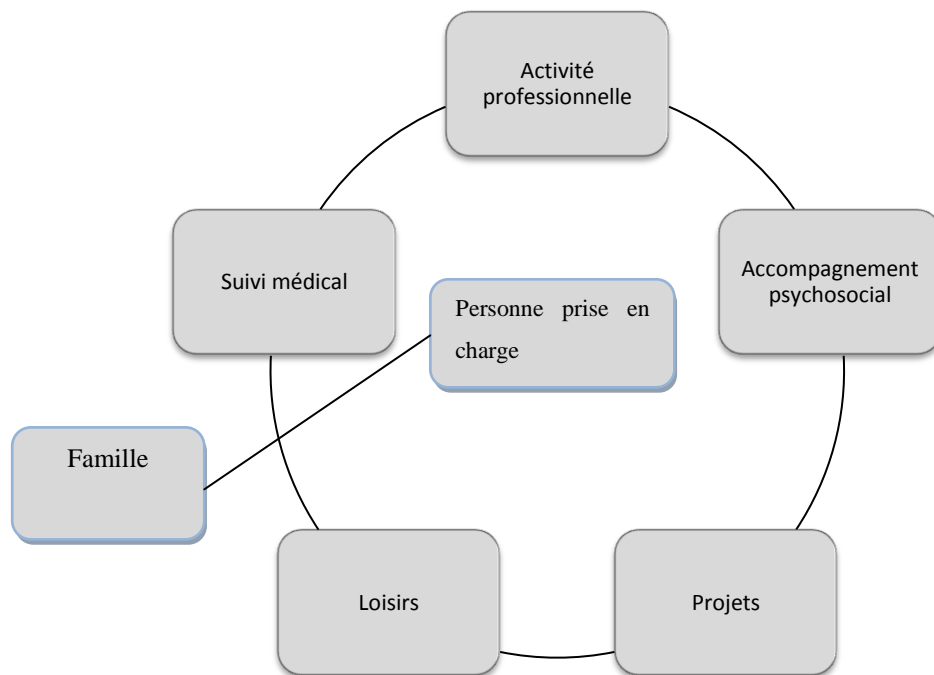 Activité
professionnelle
Suivi médical
Accompagnement
psychosocial
Personne prise en
charge
Famille
Loisirs
Projets